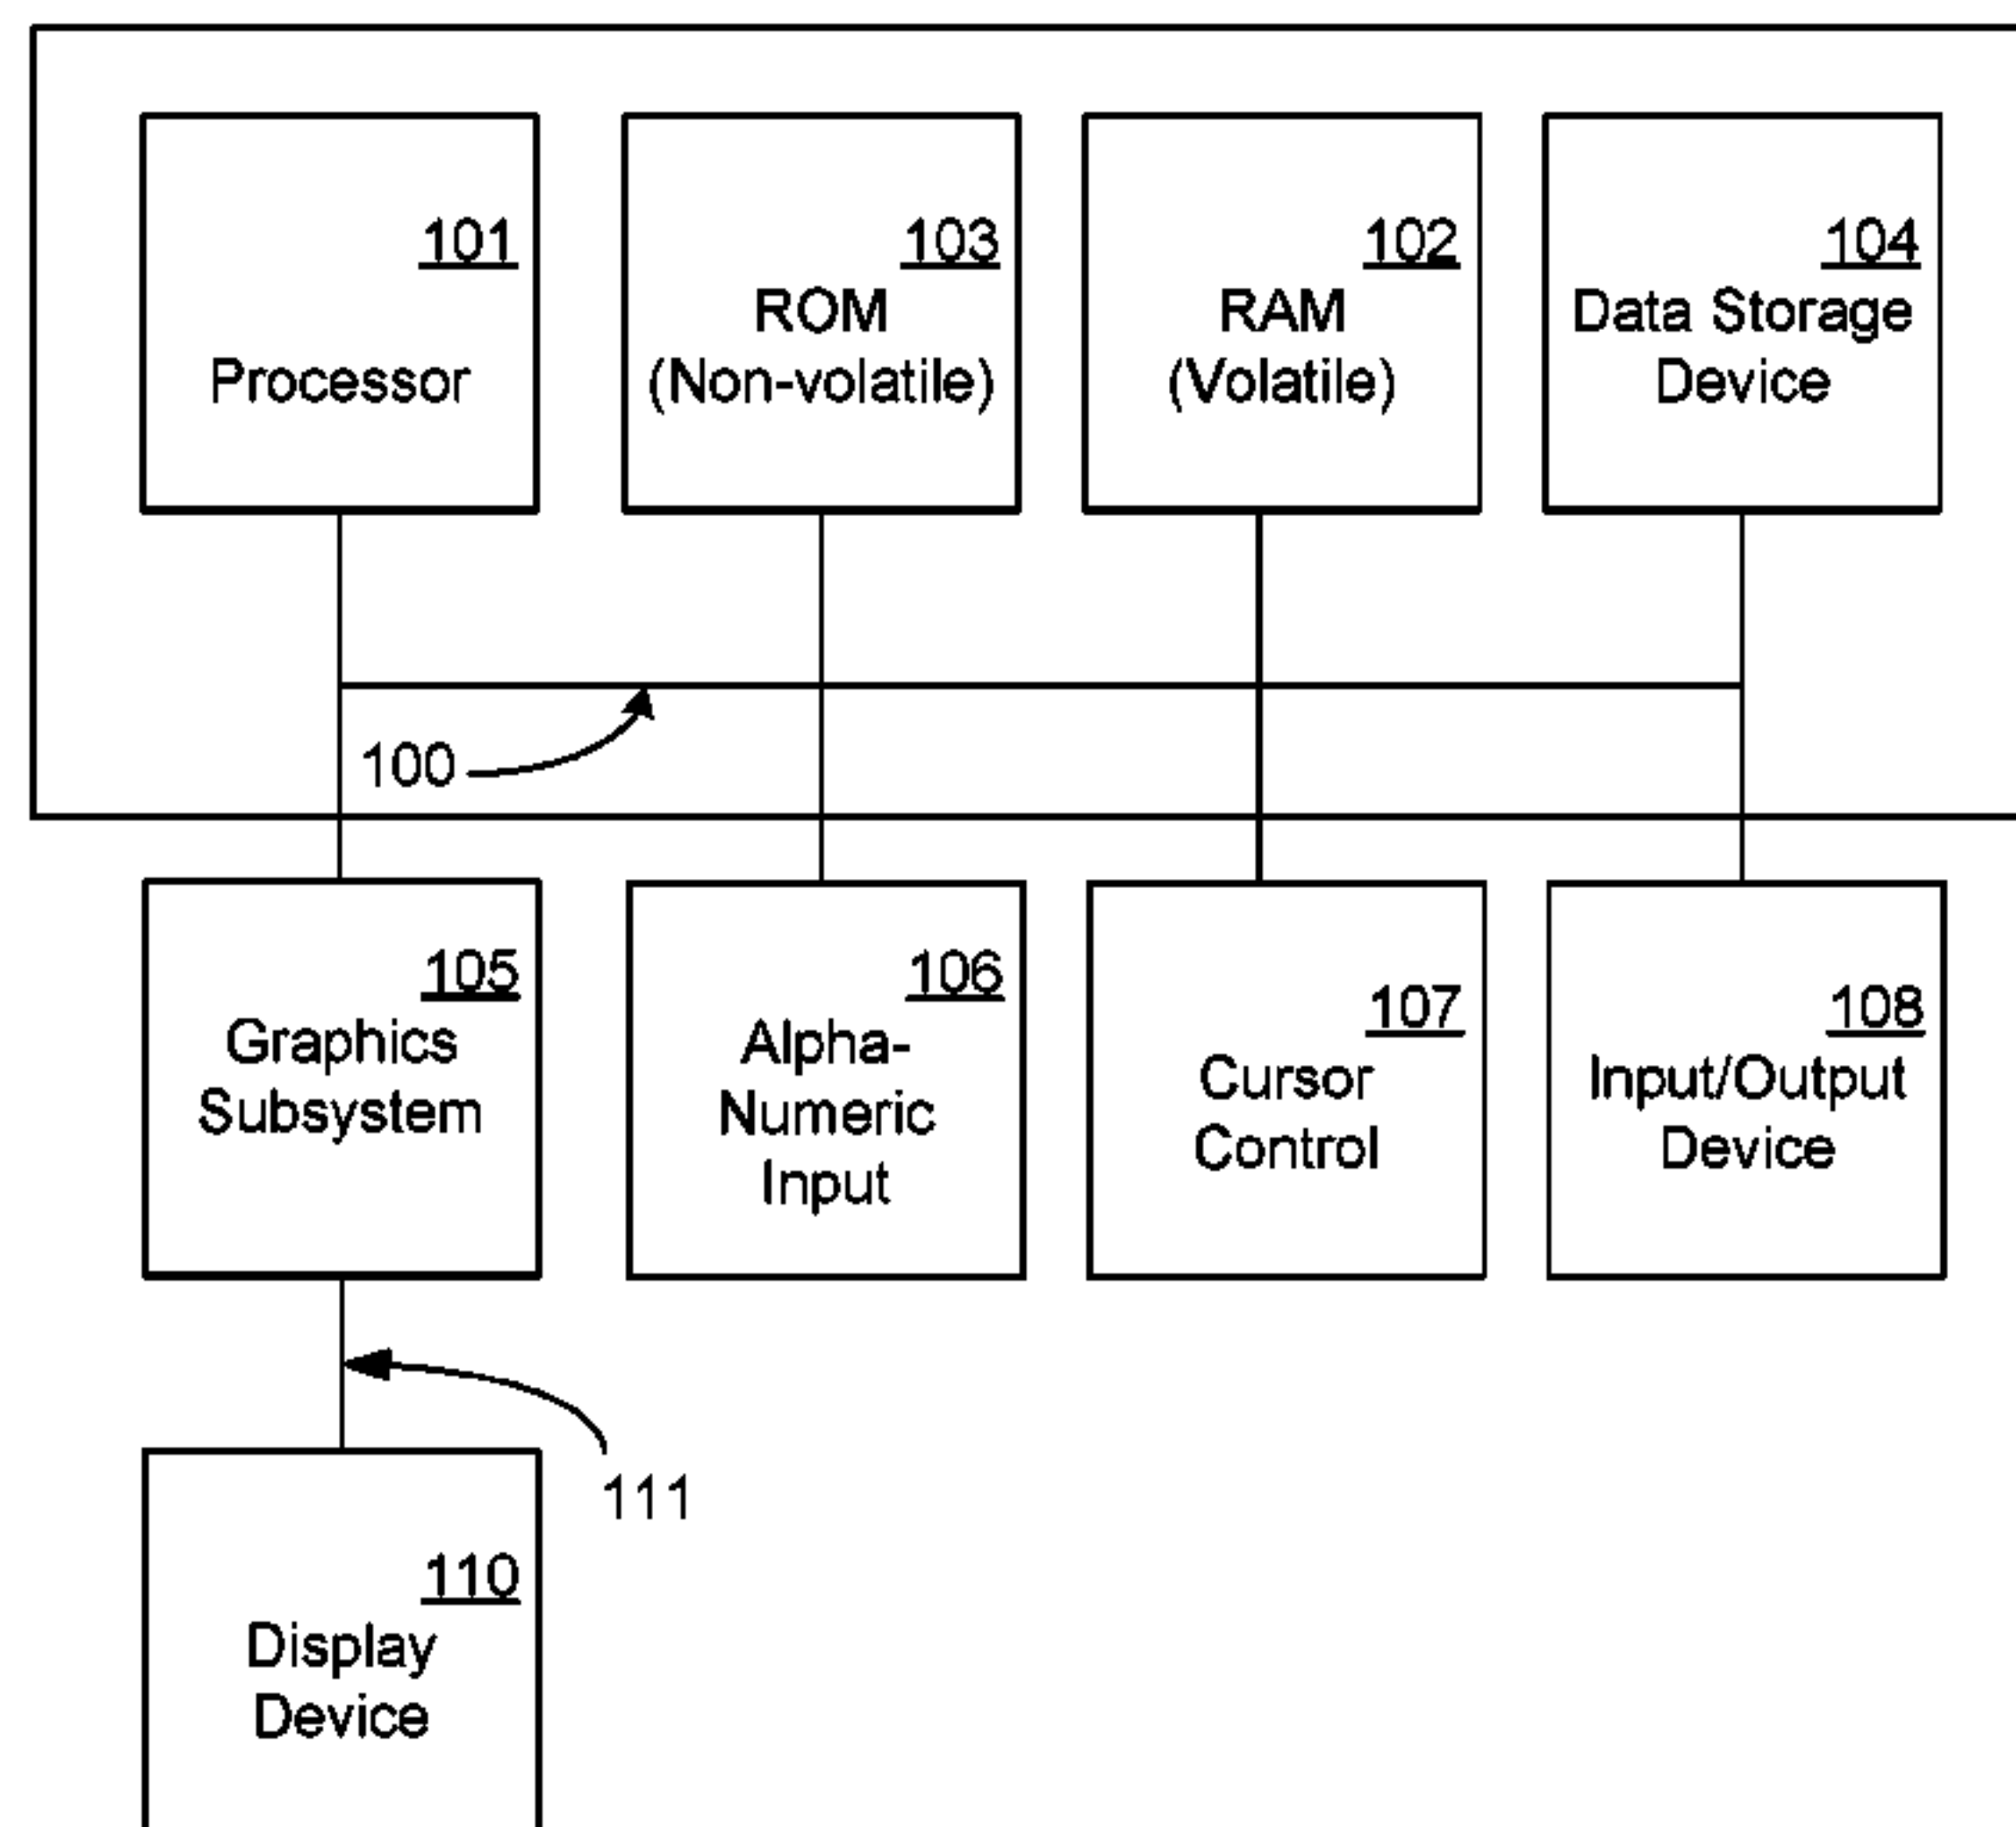 101
Processor
103
ROM
(Non-volatile)
102
RAM
(Volatile)
104
Data Storage
Device
100
105
Graphics
Subsystem
106
Alpha-
Numeric
Input
107
Cursor
Control
108
Input/Output
Device
111
110
Display
Device